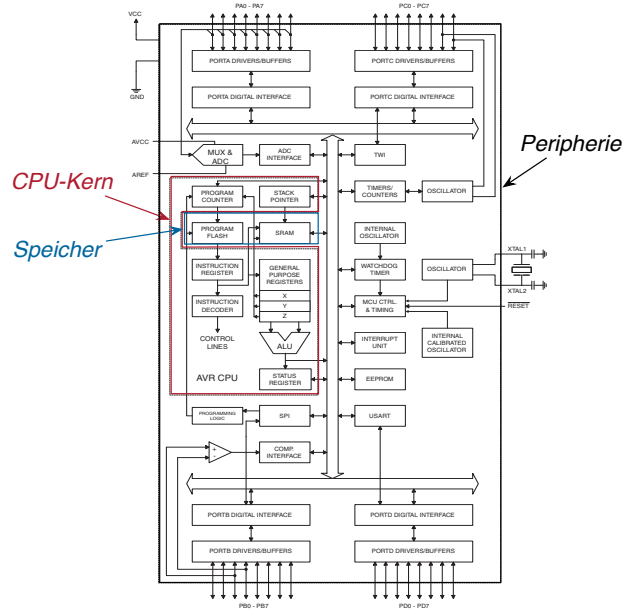 PA0 - PA7
PC0 - PC7
VCC
PORTA DRIVERS/BUFFERS
PORTC DRIVERS/BUFFERS
GND
PORTA DIGITAL INTERFACE
PORTC DIGITAL INTERFACE
AVCC
MUX &
ADC
ADC
INTERFACE
TWI
AREF
Peripherie
CPU-Kern
PROGRAM
COUNTER
STACK
POINTER
TIMERS/
COUNTERS
OSCILLATOR
Speicher
PROGRAM
FLASH
SRAM
INTERNAL
OSCILLATOR
XTAL1
INSTRUCTION
REGISTER
GENERAL
PURPOSE
REGISTERS
WATCHDOG
TIMER
OSCILLATOR
XTAL2
X
Y
Z
INSTRUCTION
DECODER
MCU CTRL.
& TIMING
RESET
CONTROL
LINES
ALU
INTERRUPT
UNIT
INTERNAL
CALIBRATED
OSCILLATOR
AVR CPU
STATUS
REGISTER
EEPROM
PROGRAMMING
LOGIC
SPI
USART
+
-
COMP.
INTERFACE
PORTB DIGITAL INTERFACE
PORTD DIGITAL INTERFACE
PORTB DRIVERS/BUFFERS
PORTD DRIVERS/BUFFERS
PB0 - PB7
PD0 - PD7